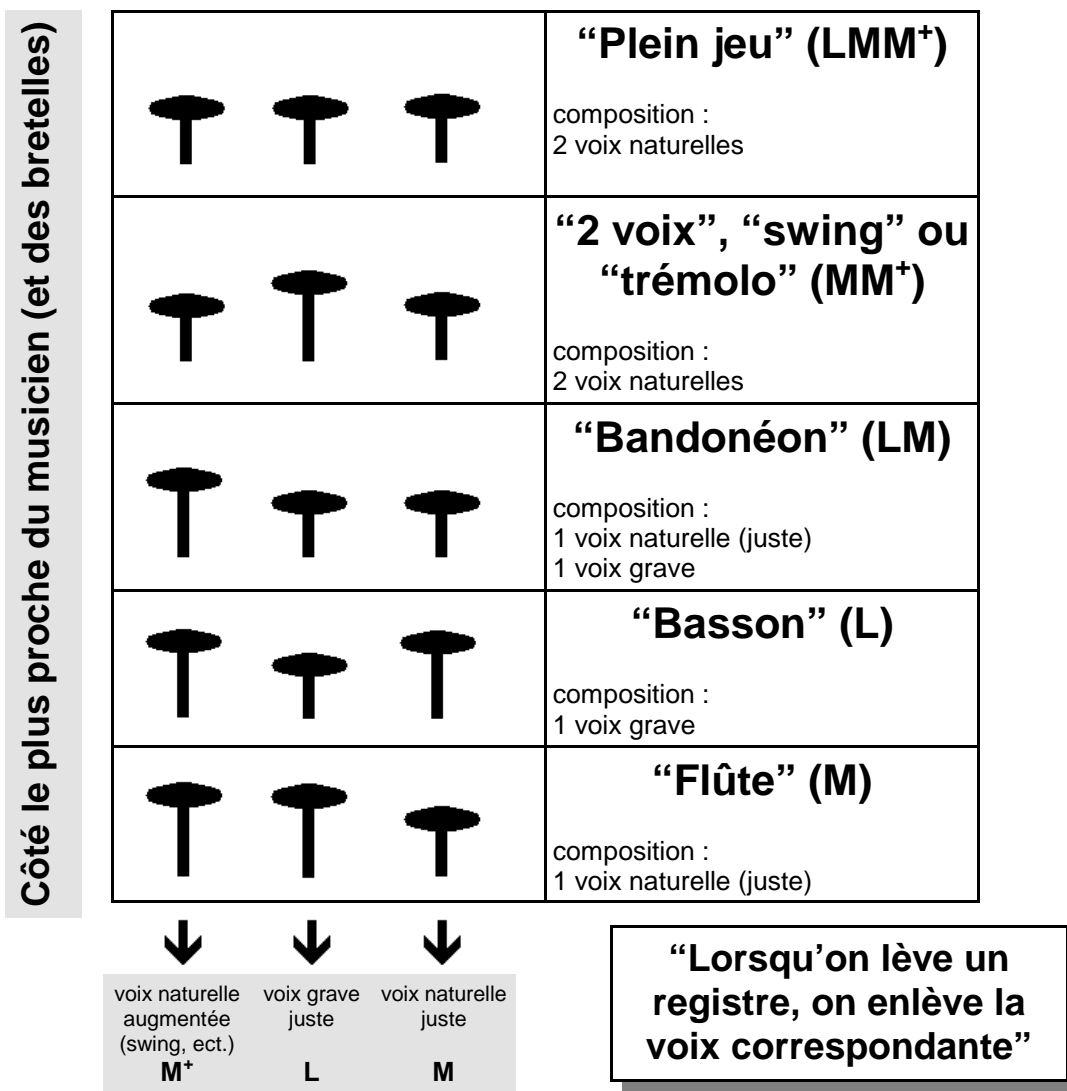 Côté le plus proche du musicien (et des bretelles)
“Plein jeu” (LMM⁺)
composition :
2 voix naturelles
“2 voix”, “swing” ou
“trémolo” (MM⁺)
composition :
2 voix naturelles
“Bandonéon” (LM)
composition :
1 voix naturelle (juste)
1 voix grave
“Basson” (L)
composition :
1 voix grave
“Flûte” (M)
composition :
1 voix naturelle (juste)
voix naturelle
augmentée
(swing, ect.)
M⁺
voix grave
juste
L
voix naturelle
juste
M
“Lorsqu’on lève un
registre, on enlève la
voix correspondante”